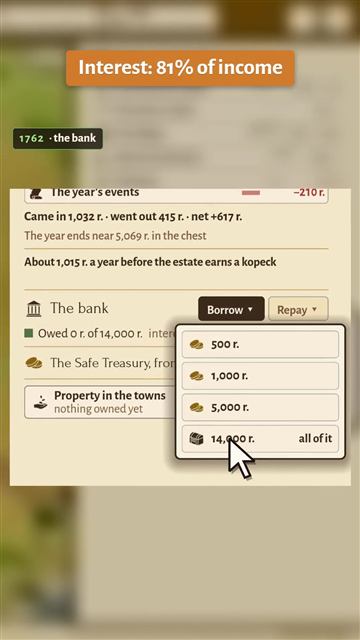 Interest: 81% of income
1762 · the bank
The year's events −210 r.
Came in 1,032 r. · went out 415 r. · net +617 r.
The year ends near 5,069 r. in the chest
About 1,015 r. a year before the estate earns a kopeck
The bank Borrow ▾ Repay ▾
Owed 0 r. of 14,000 r.
500 r.
The Safe Treasury,
1,000 r.
Property in the towns
nothing owned yet
5,000 r.
14,000 r. all of it